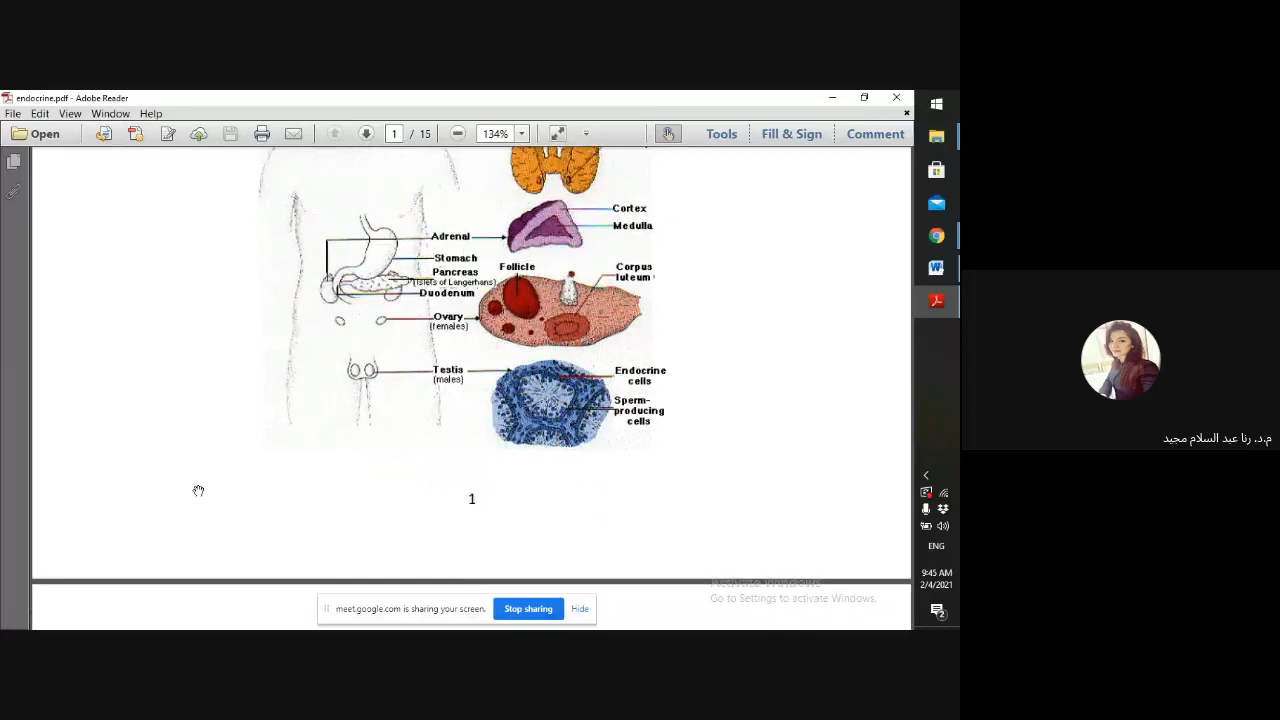 endocrine.pdf - Adobe Reader
File Edit View Window Help
Open 1 / 15 134% Tools Fill & Sign Comment
Cortex
Medulla
Adrenal
Stomach
Pancreas
(Islets of Langerhans)
Duodenum
Follicle
Corpus
luteum
Ovary
(females)
Testis
(males)
Endocrine
cells
Sperm-
producing
cells
1
Activate Windows
Go to Settings to activate Windows.
meet.google.com is sharing your screen. Stop sharing Hide
ENG
9:45 AM
2/4/2021
2
م.د. رنا عبد السلام مجيد